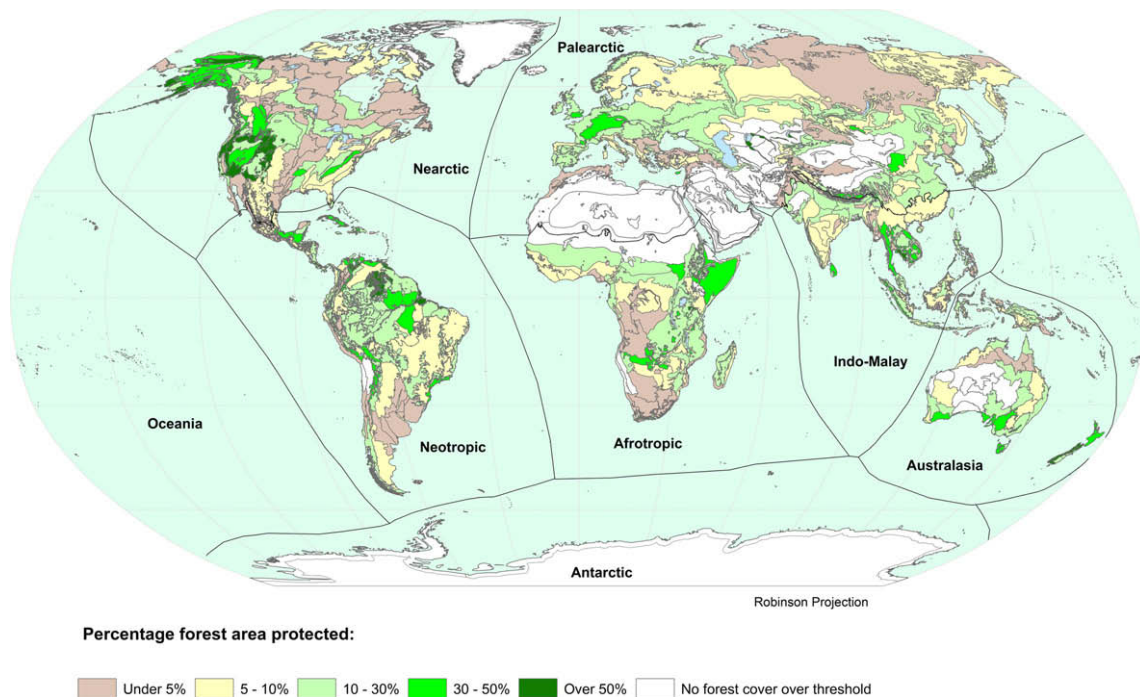 Palearctic
Nearctic
Indo-Malay
Oceania
Neotropic
Afrotropic
Australasia
Antarctic
Robinson Projection
Percentage forest area protected:
Under 5% 5 - 10% 10 - 30% 30 - 50% Over 50% No forest cover over threshold